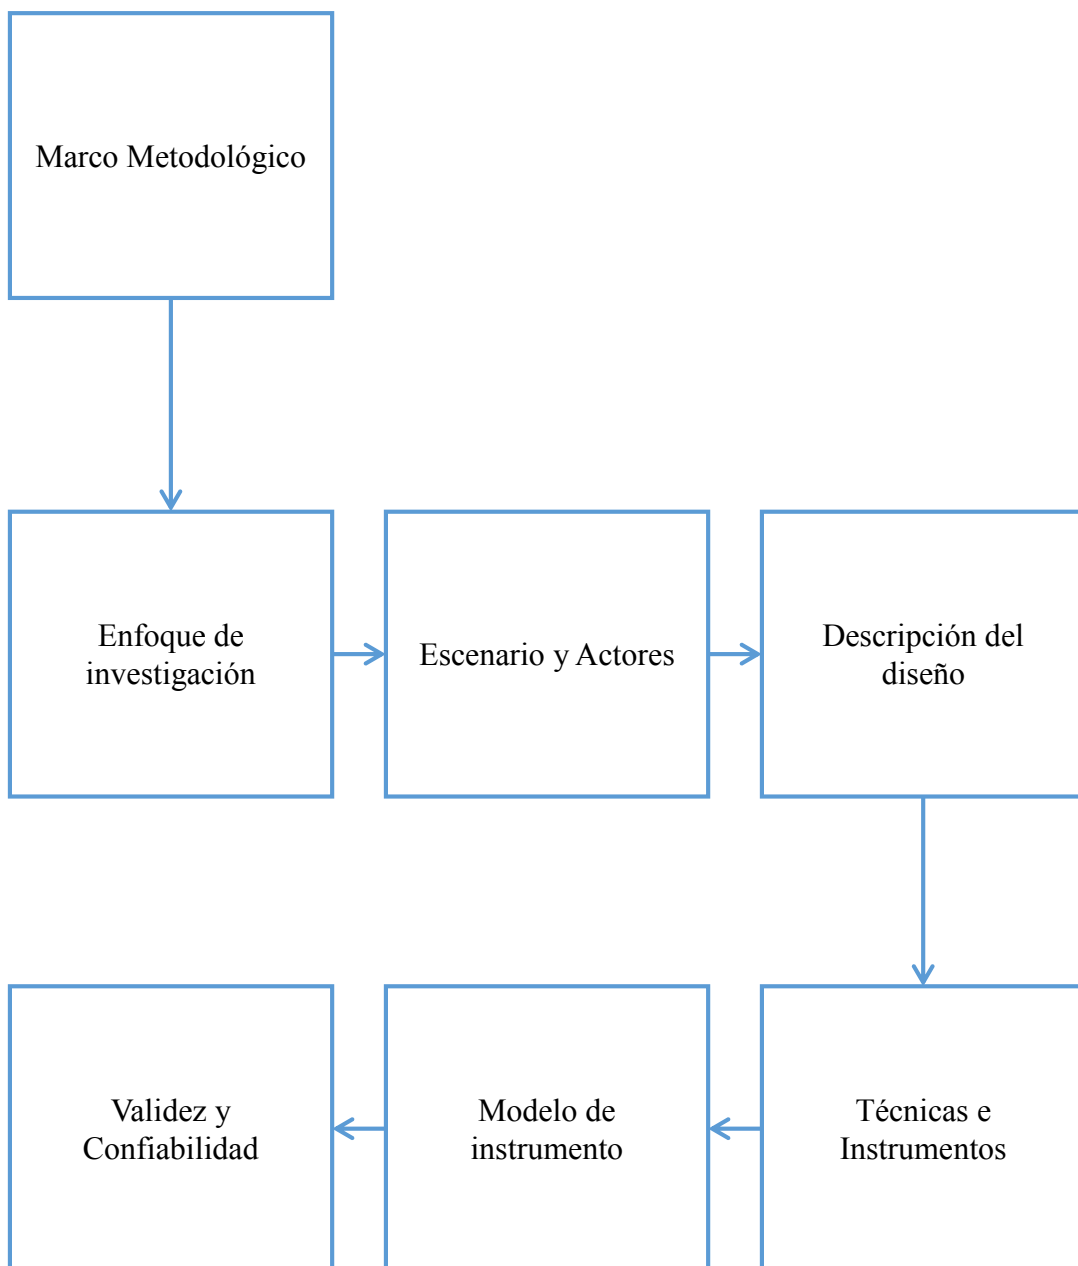 Marco Metodológico
Enfoque de
investigación
Escenario y Actores
Descripción del
diseño
Técnicas e
Instrumentos
Modelo de
instrumento
Validez y
Confiabilidad